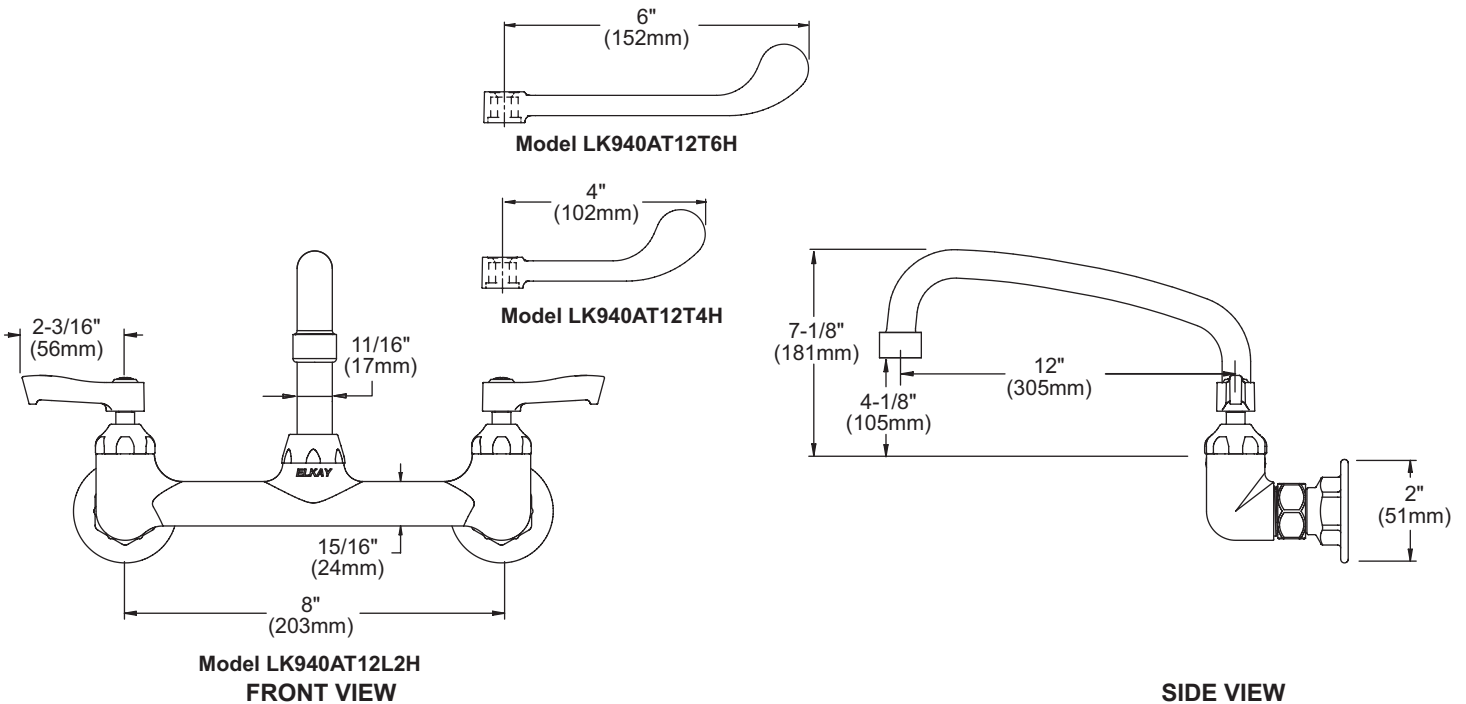 6"
(152mm)
Model LK940AT12T6H
4"
(102mm)
Model LK940AT12T4H
2-3/16"
(56mm)
11/16"
(17mm)
ELKAY
15/16"
(24mm)
8"
(203mm)
Model LK940AT12L2H
FRONT VIEW
7-1/8"
(181mm)
12"
(305mm)
4-1/8"
(105mm)
2"
(51mm)
SIDE VIEW